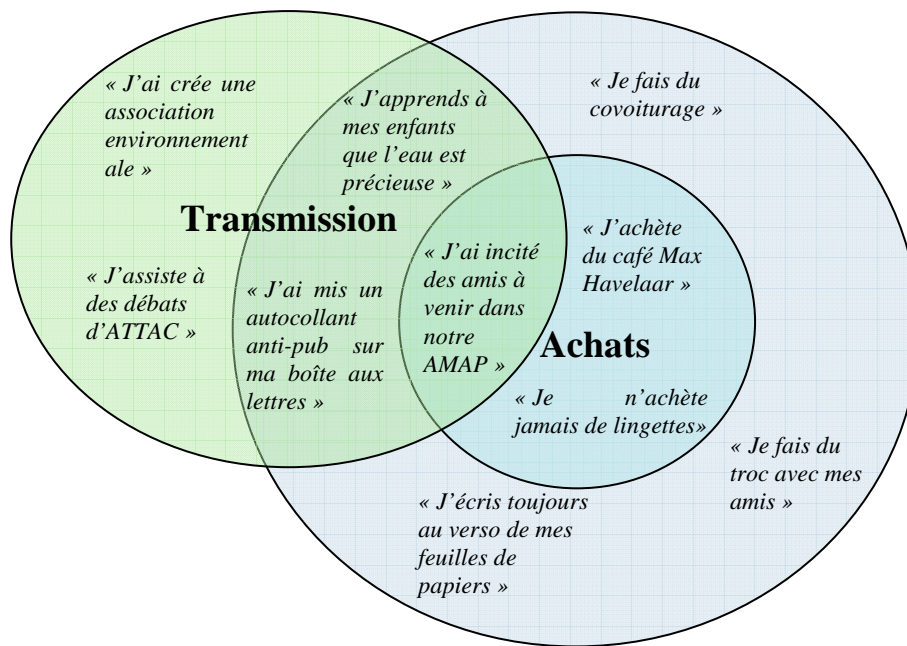 « J'ai crée une
association
environnement
ale »
« J'apprends à
mes enfants
que l'eau est
précieuse »
« Je fais du
covoiturage »
Transmission
« J'assiste à
des débats
d'ATTAC »
« J'ai mis un
autocollant
anti-pub sur
ma boîte aux
lettres »
« J'ai incité
des amis à
venir dans
notre
AMAP »
« J'achète
du café Max
Havelaar »
Achats
« Je n'achète
jamais de lingettes»
« Je fais du
troc avec mes
amis »
« J'écris toujours
au verso de mes
feuilles de
papiers »